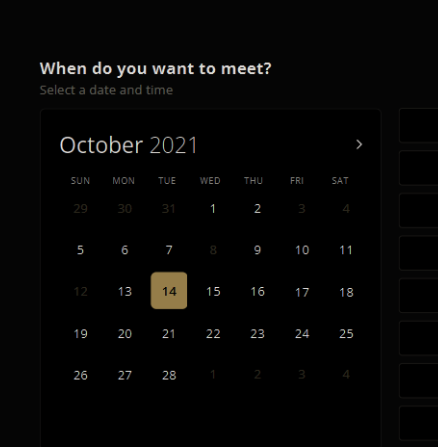 When do you want to meet?
Select a date and time
October 2021 >
SUN MON TUE WED THU FRI SAT
29 30 31 1 2 3 4
5 6 7 8 9 10 11
12 13 14 15 16 17 18
19 20 21 22 23 24 25
26 27 28 1 2 3 4